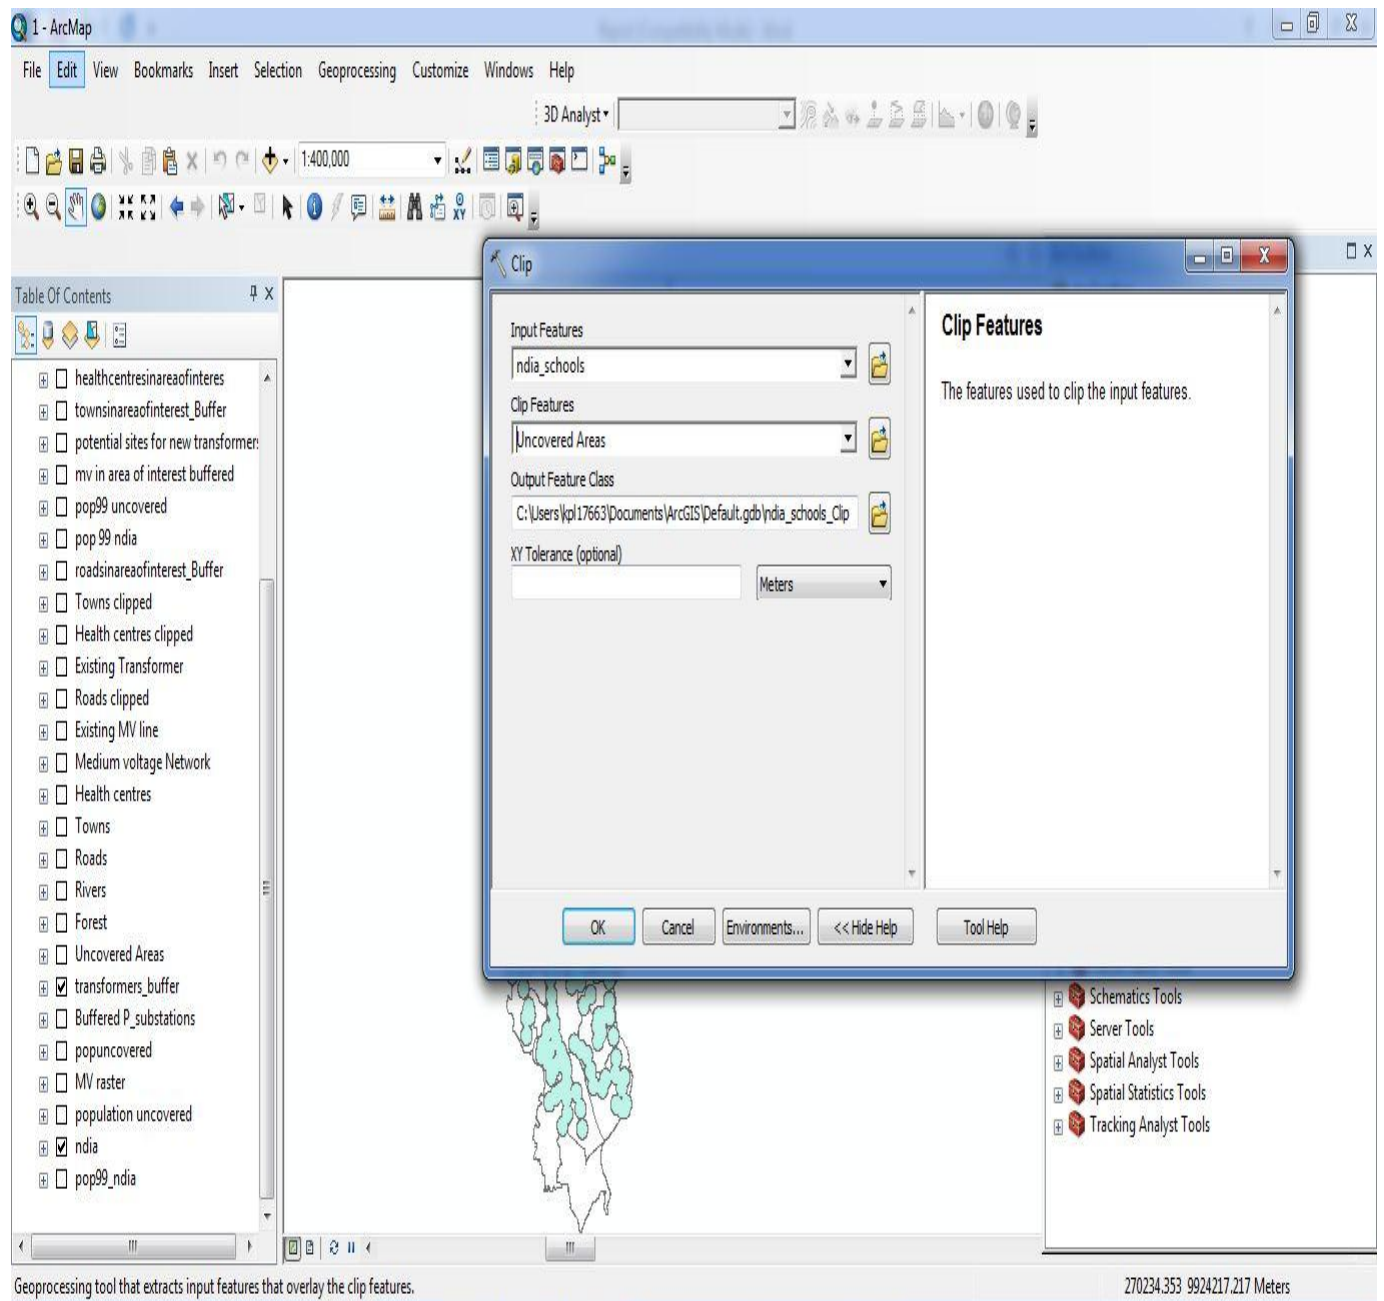 1 - ArcMap
File Edit View Bookmarks Insert Selection Geoprocessing Customize Windows Help
3D Analyst
1:400,000
Clip
Table Of Contents
Input Features
ndia_schools
Clip Features
Uncovered Areas
Output Feature Class
C:\Users\kpl17663\Documents\ArcGIS\Default.gdb\ndia_schools_Clip
XY Tolerance (optional)
Meters
Clip Features
The features used to clip the input features.
OK Cancel Environments... << Hide Help Tool Help
healthcentresinareaofinteres
townsinareaofinterest_Buffer
potential sites for new transformer
mv in area of interest buffered
pop99 uncovered
pop 99 ndia
roadsinareaofinterest_Buffer
Towns clipped
Health centres clipped
Existing Transformer
Roads clipped
Existing MV line
Medium voltage Network
Health centres
Towns
Roads
Rivers
Forest
Uncovered Areas
transformers_buffer
Buffered P_substations
popuncovered
MV raster
population uncovered
ndia
pop99_ndia
Schematics Tools
Server Tools
Spatial Analyst Tools
Spatial Statistics Tools
Tracking Analyst Tools
Geoprocessing tool that extracts input features that overlay the clip features.
270234.353 9924217.217 Meters